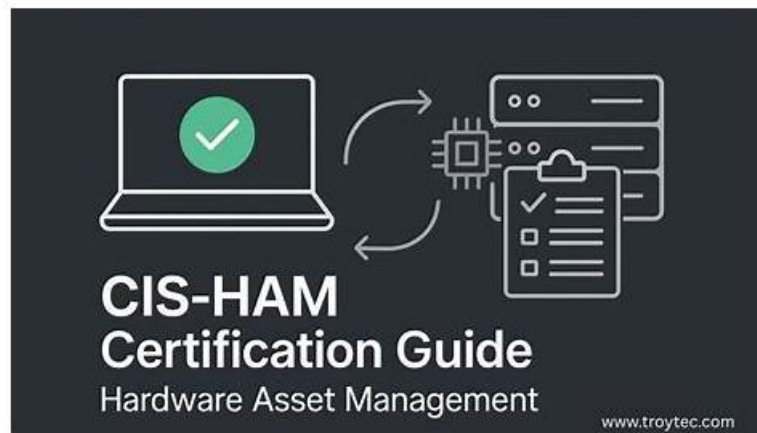 CIS-HAM
Certification Guide
Hardware Asset Management
www.troytec.com